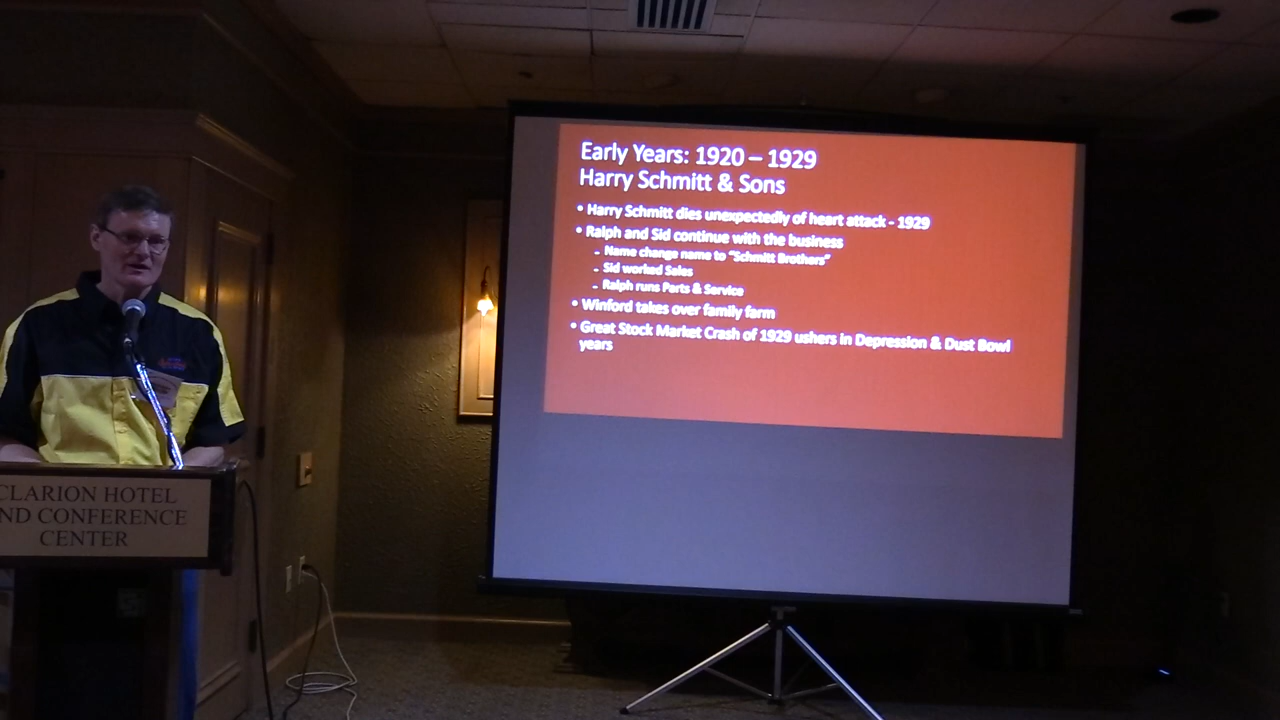 Early Years: 1920 – 1929
Harry Schmitt & Sons
• Harry Schmitt dies unexpectedly of heart attack - 1929
• Ralph and Sid continue with the business
- Name change name to "Schmitt Brothers"
- Sid worked Sales
- Ralph runs Parts & Service
• Winford takes over family farm
• Great Stock Market Crash of 1929 ushers in Depression & Dust Bowl
years
CLARION HOTEL
ND CONFERENCE
CENTER